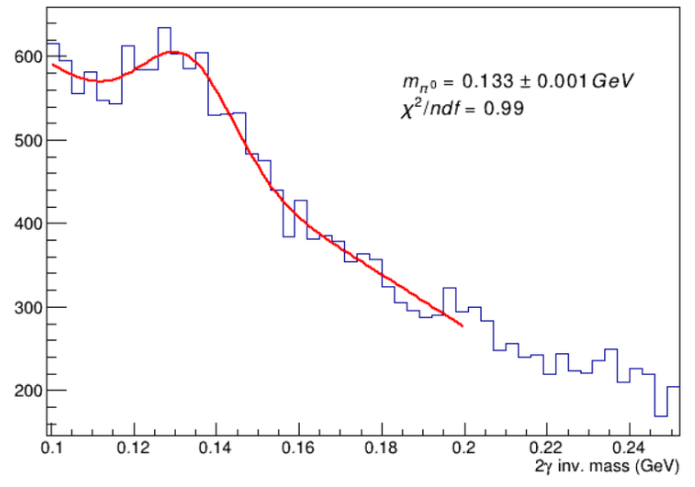 600
500
400
300
200
m_π⁰ = 0.133 ± 0.001 GeV
χ²/ndf = 0.99
0.1 0.12 0.14 0.16 0.18 0.2 0.22 0.24
2γ inv. mass (GeV)